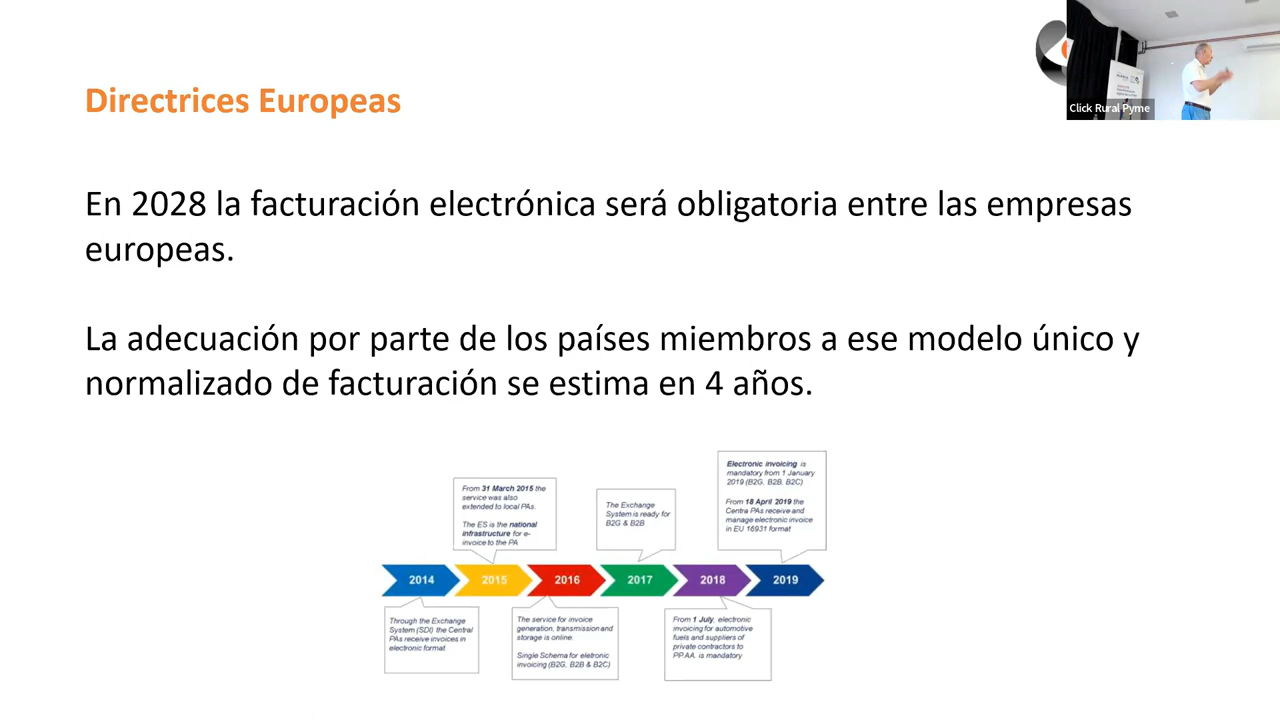 Directrices Europeas
Click Rural Pyme
En 2028 la facturación electrónica será obligatoria entre las empresas
europeas.
La adecuación por parte de los países miembros a ese modelo único y
normalizado de facturación se estima en 4 años.
From 31 March 2015 the
service was also
extended to local PAs.
The ES is the national
infrastructure for e-
invoice to the PA
The Exchange
System is ready for
B2G & B2B
Electronic invoicing is
mandatory from 1 January
2019 (B2G, B2B, B2C)
From 18 April 2019 the
Centra PAs receive and
manage electronic invoice
in EU 16931 format
2014
2015
2016
2017
2018
2019
Through the Exchange
System (SDI) the Central
PAs receive invoices in
electronic format
The service for invoice
generation, transmission and
storage is online.
Single Schema for eletronic
invoicing (B2G, B2B & B2C)
From 1 July, electronic
invoicing for automotive
fuels and suppliers of
private contractors to
PP.AA. is mandatory